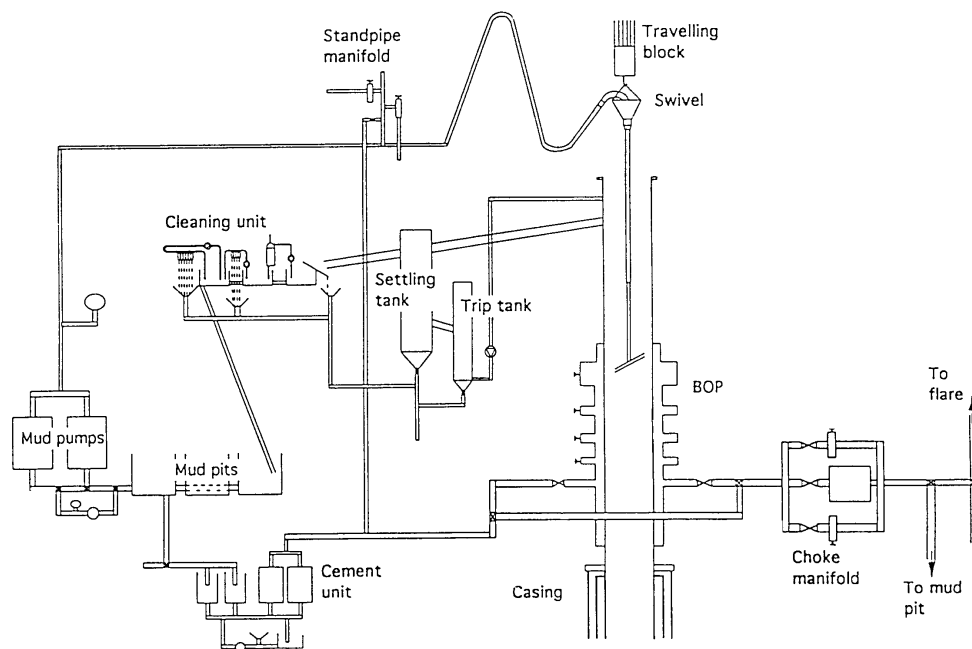 Standpipe
manifold
Travelling
block
Swivel
Cleaning unit
Settling
tank
Trip tank
BOP
To
flare
Mud pumps
Mud pits
Cement
unit
Casing
Choke
manifold
To mud
pit